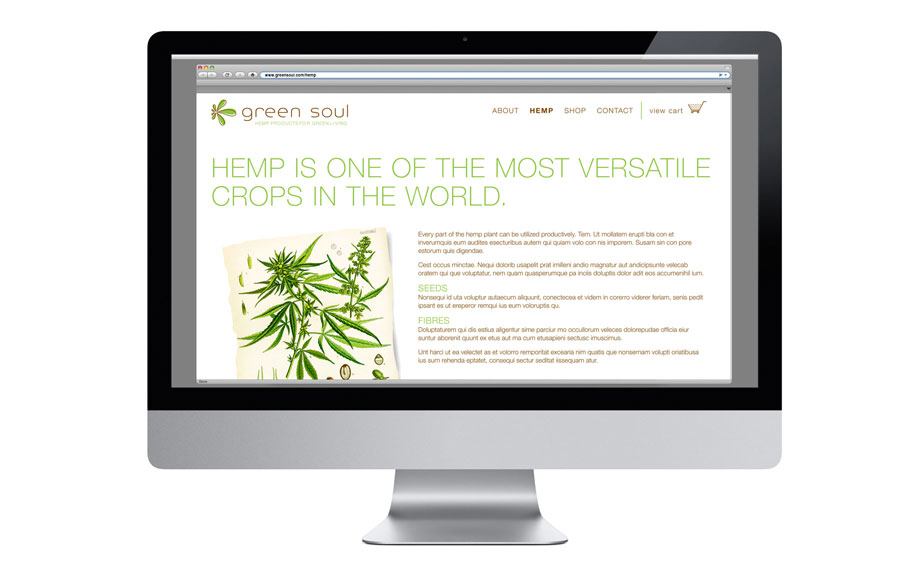 www.greensoul.com/hemp
green soul
HEMP PRODUCTS FOR GREEN LIVING
ABOUT HEMP SHOP CONTACT view cart
HEMP IS ONE OF THE MOST VERSATILE
CROPS IN THE WORLD.
Every part of the hemp plant can be utilized productively. Tem. Ut mollatem erupti bla con et
inverumquis eum audites esecturibus autem qui quiam volo con nis imporem. Susam sin con pore
estorum quis digendae.
Cest occus minctae. Nequi dolorib usapelit prat imilleni andio magnatur aut andicipsunte velecab
oratem qui que voluptatur, nem quam quasperumque pa incis doluptis dolor adit eos accumenihil ium.
SEEDS
Nonsequi id uta voluptur autaecum aliquunt, conectecea et videm in corerro viderer feriam, seris pedit
ipsant es ut ereperor remqui ius eum voluptis qu.
FIBRES
Doluptaturem qui dis estius aligentur sime parciur mo occullorum veleces dolorepudae officia eiur
suntur aborenit quunt ex etus aut ma cum etusapieni sectusc imuscimus.
Unt harci ut ea velectet as et volorro remporitat excearia nim quatis que nonsernam volupti oriatibusa
ius sum rehenda eptatet, consequi sectur seditat iissequam atur.